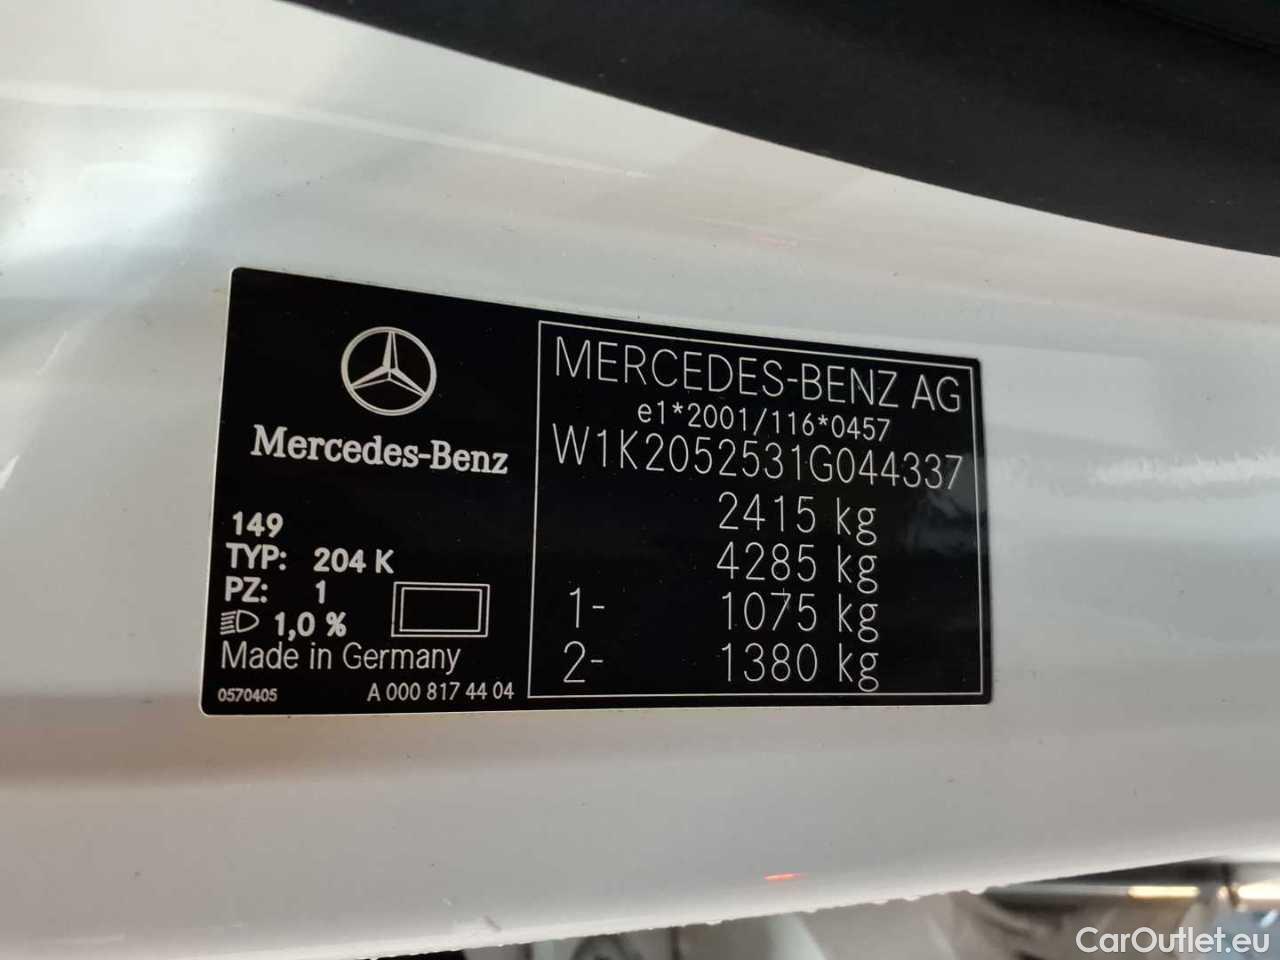 Mercedes-Benz
149
TYP: 204 K
PZ: 1
1,0 %
Made in Germany
0570405 A 000 817 44 04
MERCEDES-BENZ AG
e1*2001/116*0457
W1K2052531G044337
2415 kg
4285 kg
1- 1075 kg
2- 1380 kg
CarOutlet.eu